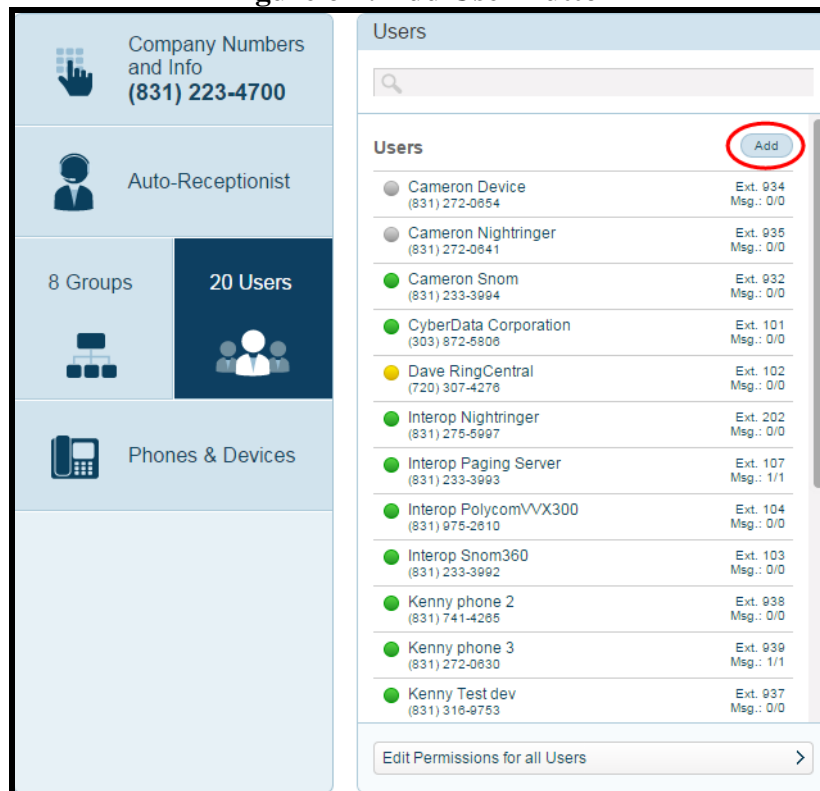 Company Numbers
and Info
(831) 223-4700
Auto-Receptionist
8 Groups
20 Users
Phones & Devices
Users
Users
Add
Cameron Device Ext. 934
(831) 272-0654 Msg.: 0/0
Cameron Nightringer Ext. 935
(831) 272-0641 Msg.: 0/0
Cameron Snom Ext. 932
(831) 233-3994 Msg.: 0/0
CyberData Corporation Ext. 101
(303) 872-5806 Msg.: 0/0
Dave RingCentral Ext. 102
(720) 307-4276 Msg.: 0/0
Interop Nightringer Ext. 202
(831) 275-5997 Msg.: 0/0
Interop Paging Server Ext. 107
(831) 233-3993 Msg.: 1/1
Interop PolycomVVX300 Ext. 104
(831) 975-2610 Msg.: 0/0
Interop Snom360 Ext. 103
(831) 233-3992 Msg.: 0/0
Kenny phone 2 Ext. 938
(831) 741-4265 Msg.: 0/0
Kenny phone 3 Ext. 939
(831) 272-0630 Msg.: 1/1
Kenny Test dev Ext. 937
(831) 316-9753 Msg.: 0/0
Edit Permissions for all Users